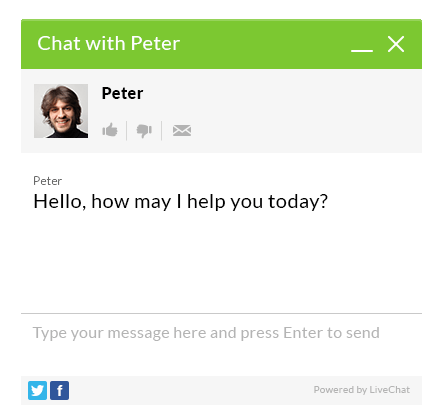 Chat with Peter
Peter
Peter
Hello, how may I help you today?
Type your message here and press Enter to send
f
Powered by LiveChat